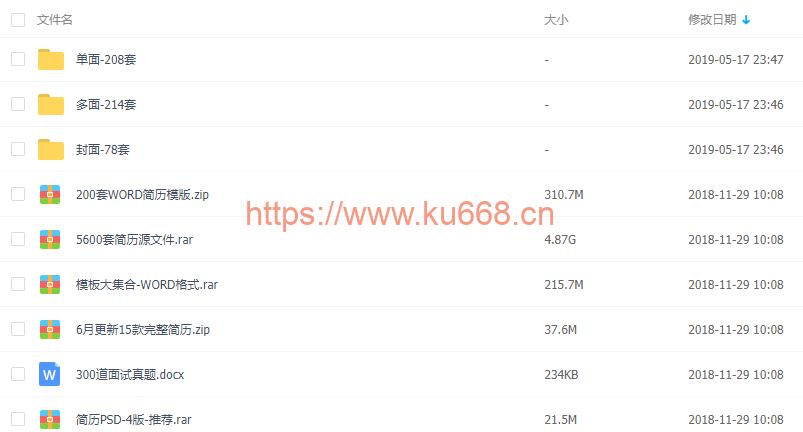 文件名 大小 修改日期
单面-208套 - 2019-05-17 23:47
多面-214套 - 2019-05-17 23:46
封面-78套 - 2019-05-17 23:46
200套WORD简历模版.zip 310.7M 2018-11-29 10:08
https://www.ku668.cn
5600套简历源文件.rar 4.87G 2018-11-29 10:08
模板大集合-WORD格式.rar 215.7M 2018-11-29 10:08
6月更新15款完整简历.zip 37.6M 2018-11-29 10:08
W 300道面试真题.docx 234KB 2018-11-29 10:08
简历PSD-4版-推荐.rar 21.5M 2018-11-29 10:08